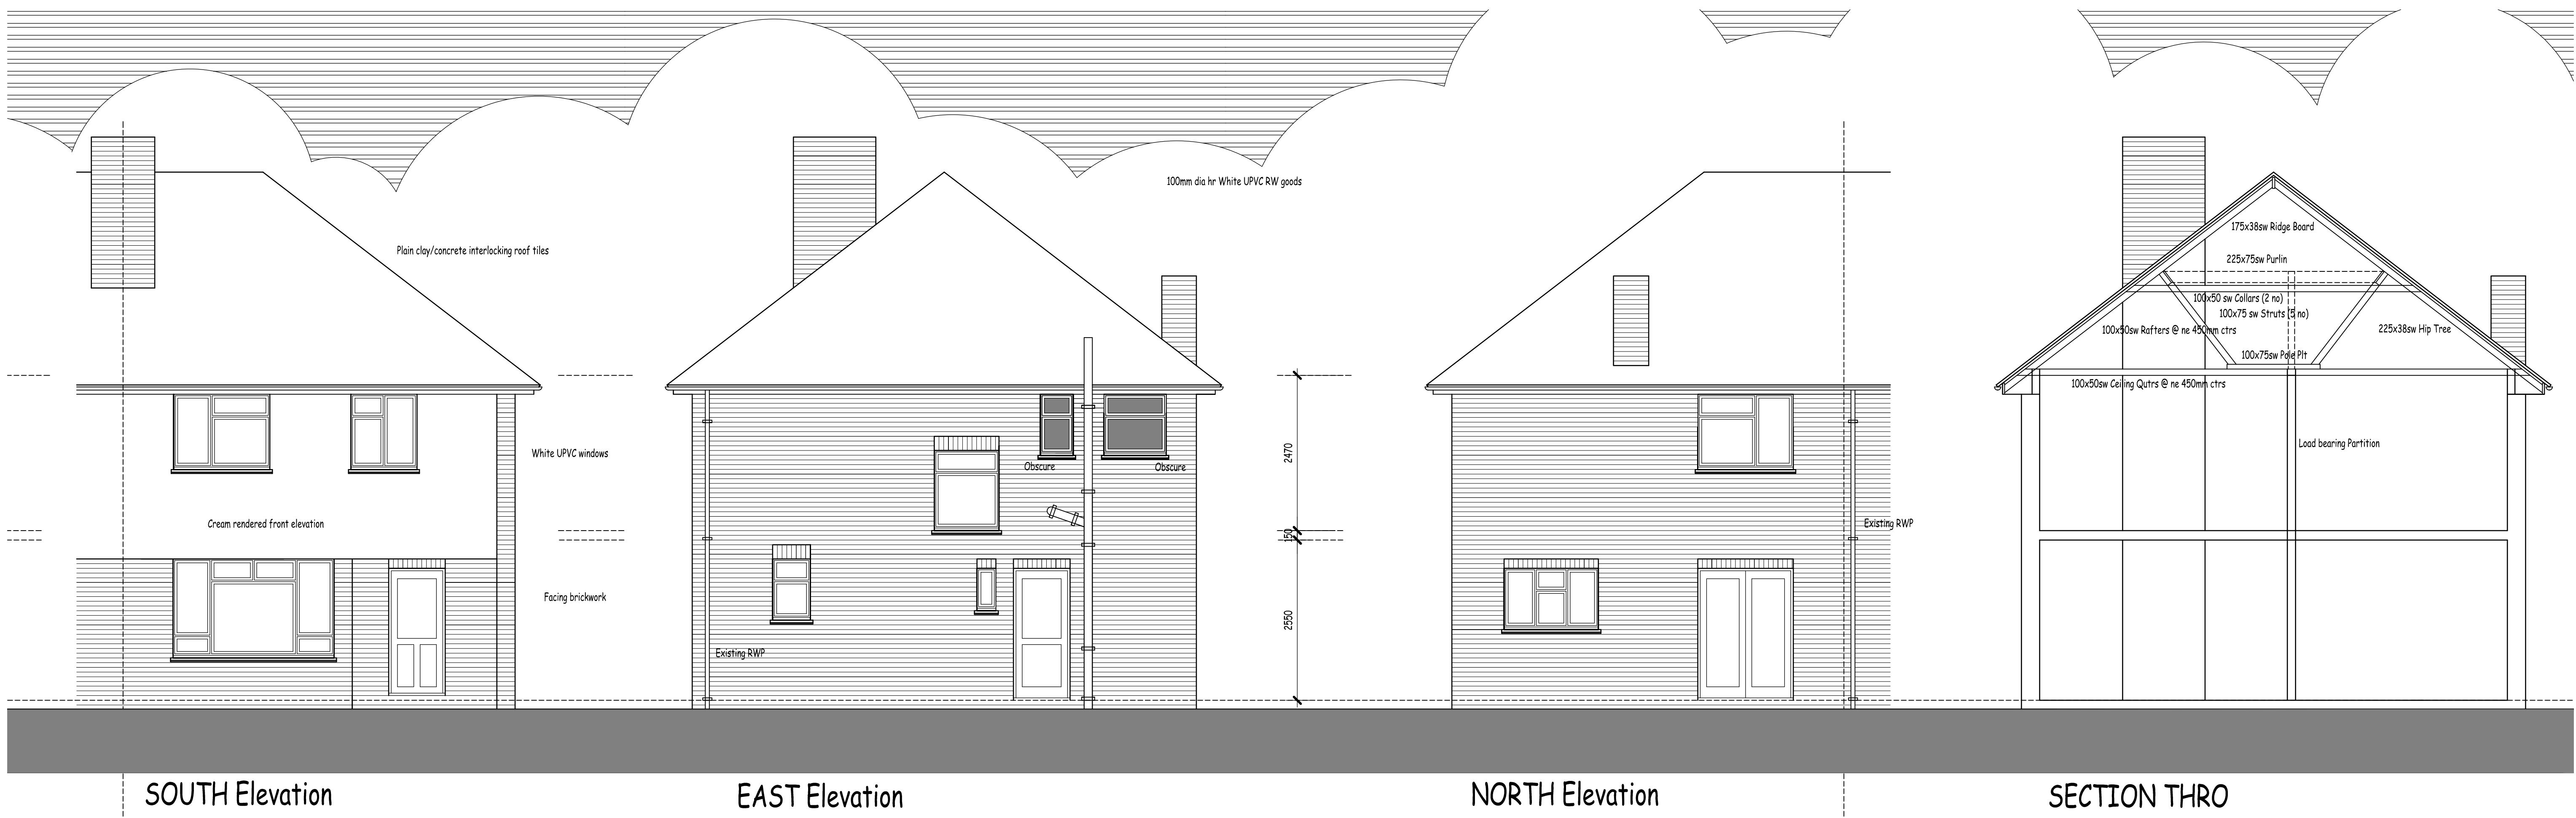 100mm dia hr White UPVC RW goods
Plain clay/concrete interlocking roof tiles
175x38sw Ridge Board
225x75sw Purlin
100x50 sw Collars (2 no)
100x75 sw Struts (5 no)
100x50sw Rafters @ ne 450mm ctrs
225x38sw Hip Tree
100x75sw Pole Plt
100x50sw Ceiling Qutrs @ ne 450mm ctrs
White UPVC windows
Obscure
Obscure
2470
Load bearing Partition
Cream rendered front elevation
150
Existing RWP
Facing brickwork
2550
Existing RWP
SOUTH Elevation
EAST Elevation
NORTH Elevation
SECTION THRO